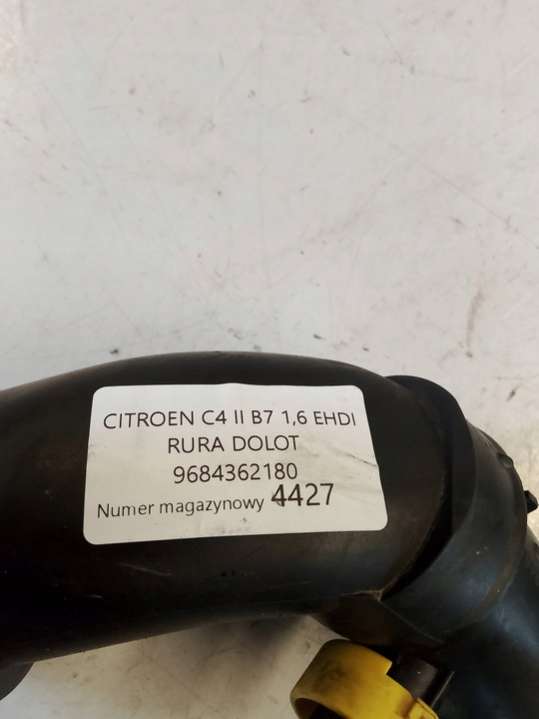 CITROEN C4 II B7 1,6 EHDI
RURA DOLOT
9684362180
Numer magazynowy 4427